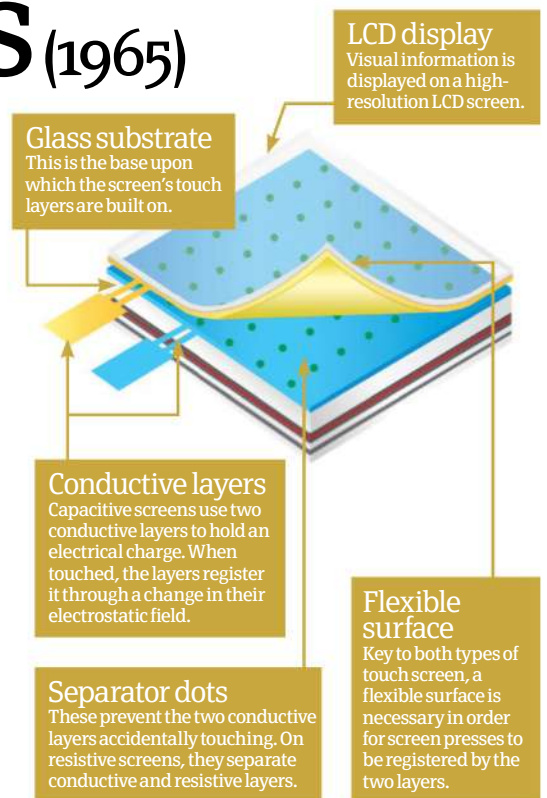 S (1965)
LCD display
Visual information is
displayed on a high-
resolution LCD screen.
Glass substrate
This is the base upon
which the screen's touch
layers are built on.
Conductive layers
Capacitive screens use two
conductive layers to hold an
electrical charge. When
touched, the layers register
it through a change in their
electrostatic field.
Separator dots
These prevent the two conductive
layers accidentally touching. On
resistive screens, they separate
conductive and resistive layers.
Flexible
surface
Key to both types of
touch screen, a
flexible surface is
necessary in order
for screen presses to
be registered by the
two layers.